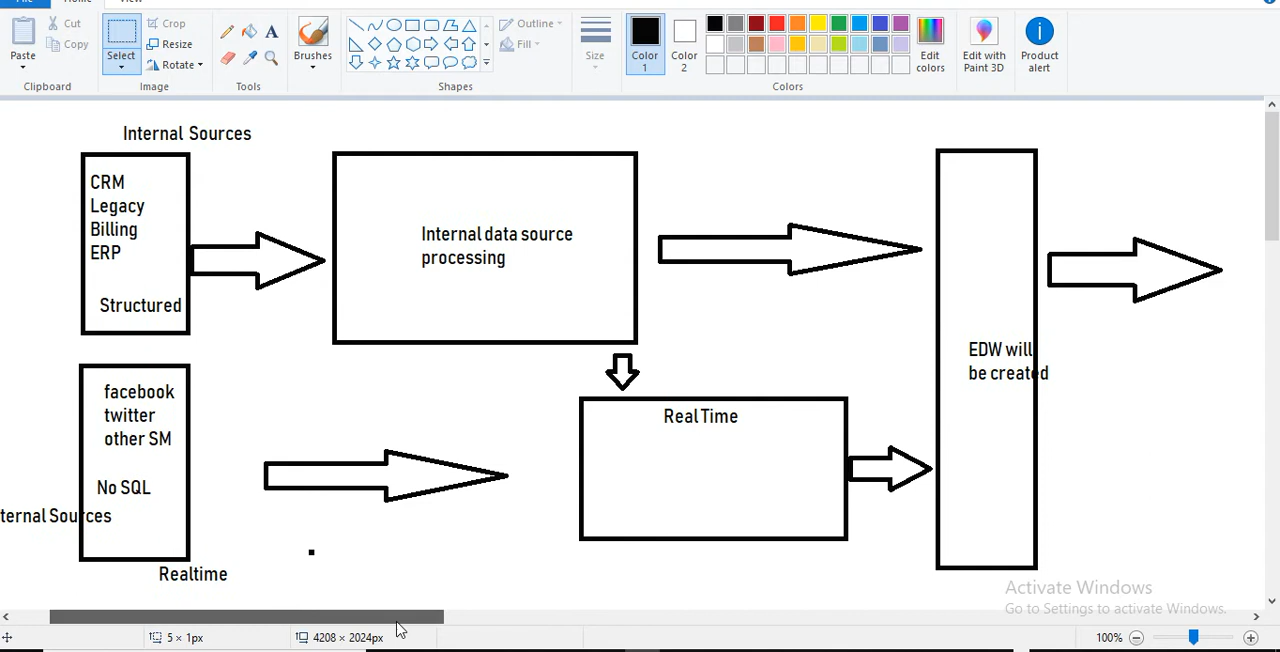 File
Home
View
Paste
Cut
Copy
Clipboard
Select
Crop
Resize
Rotate
Image
Tools
Brushes
Shapes
Outline
Fill
Size
Color
1
Color
2
Colors
Edit
colors
Edit with
Paint 3D
Product
alert
Internal Sources
CRM
Legacy
Billing
ERP
Structured
Internal data source
processing
EDW will
be created
facebook
twitter
other SM
No SQL
ternal Sources
Realtime
Real Time
Activate Windows
Go to Settings to activate Windows.
5 × 1px
4208 × 2024px
100%